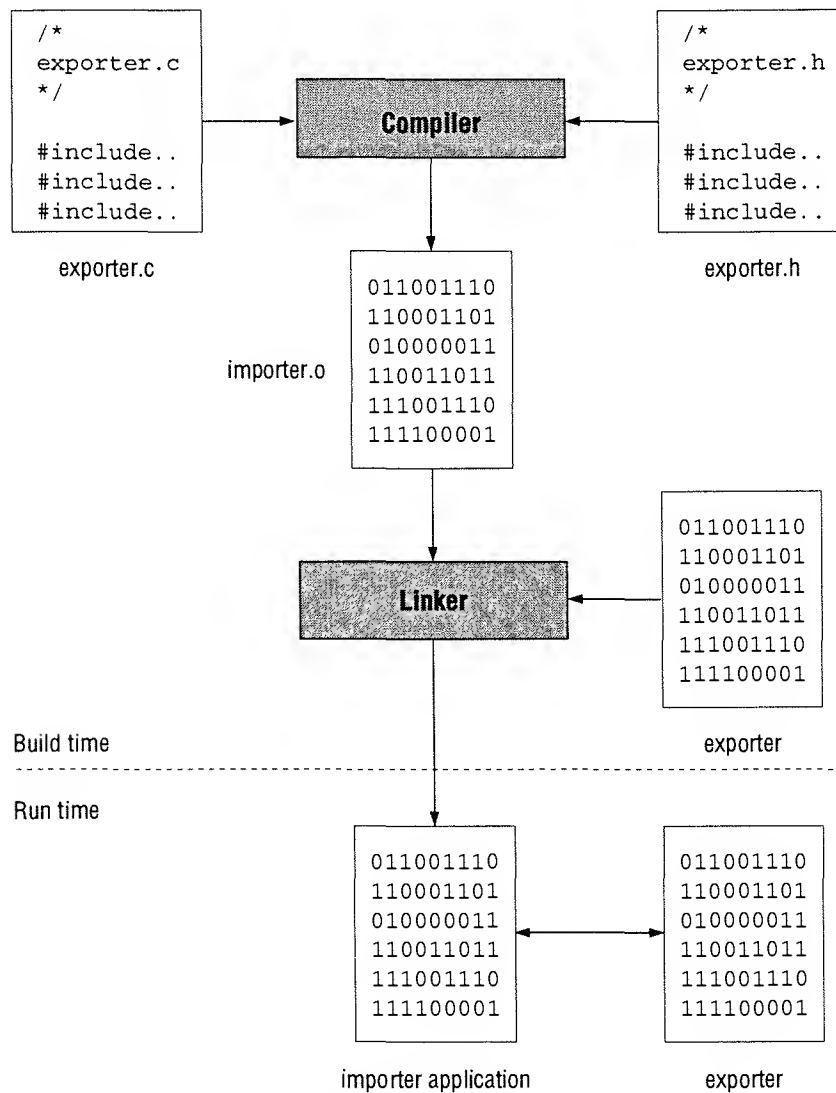 /*
exporter.c
*/
#include..
#include..
#include..
exporter.c
Compiler
/*
exporter.h
*/
#include..
#include..
#include..
exporter.h
011001110
110001101
010000011
110011011
111001110
111100001
importer.o
Linker
011001110
110001101
010000011
110011011
111001110
111100001
exporter
Build time
Run time
011001110
110001101
010000011
110011011
111001110
111100001
importer application
011001110
110001101
010000011
110011011
111001110
111100001
exporter